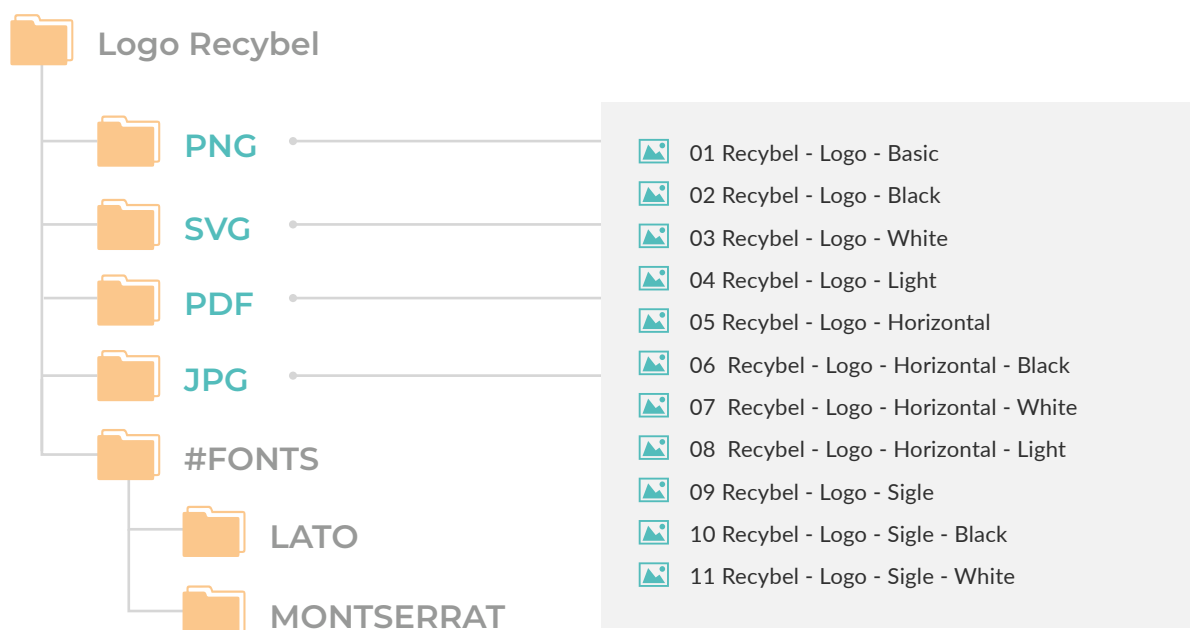 Logo Recybel
PNG
SVG
PDF
JPG
#FONTS
LATO
MONTSERRAT
01 Recybel - Logo - Basic
02 Recybel - Logo - Black
03 Recybel - Logo - White
04 Recybel - Logo - Light
05 Recybel - Logo - Horizontal
06  Recybel - Logo - Horizontal - Black
07  Recybel - Logo - Horizontal - White
08  Recybel - Logo - Horizontal - Light
09 Recybel - Logo - Sigle
10 Recybel - Logo - Sigle - Black
11 Recybel - Logo - Sigle - White